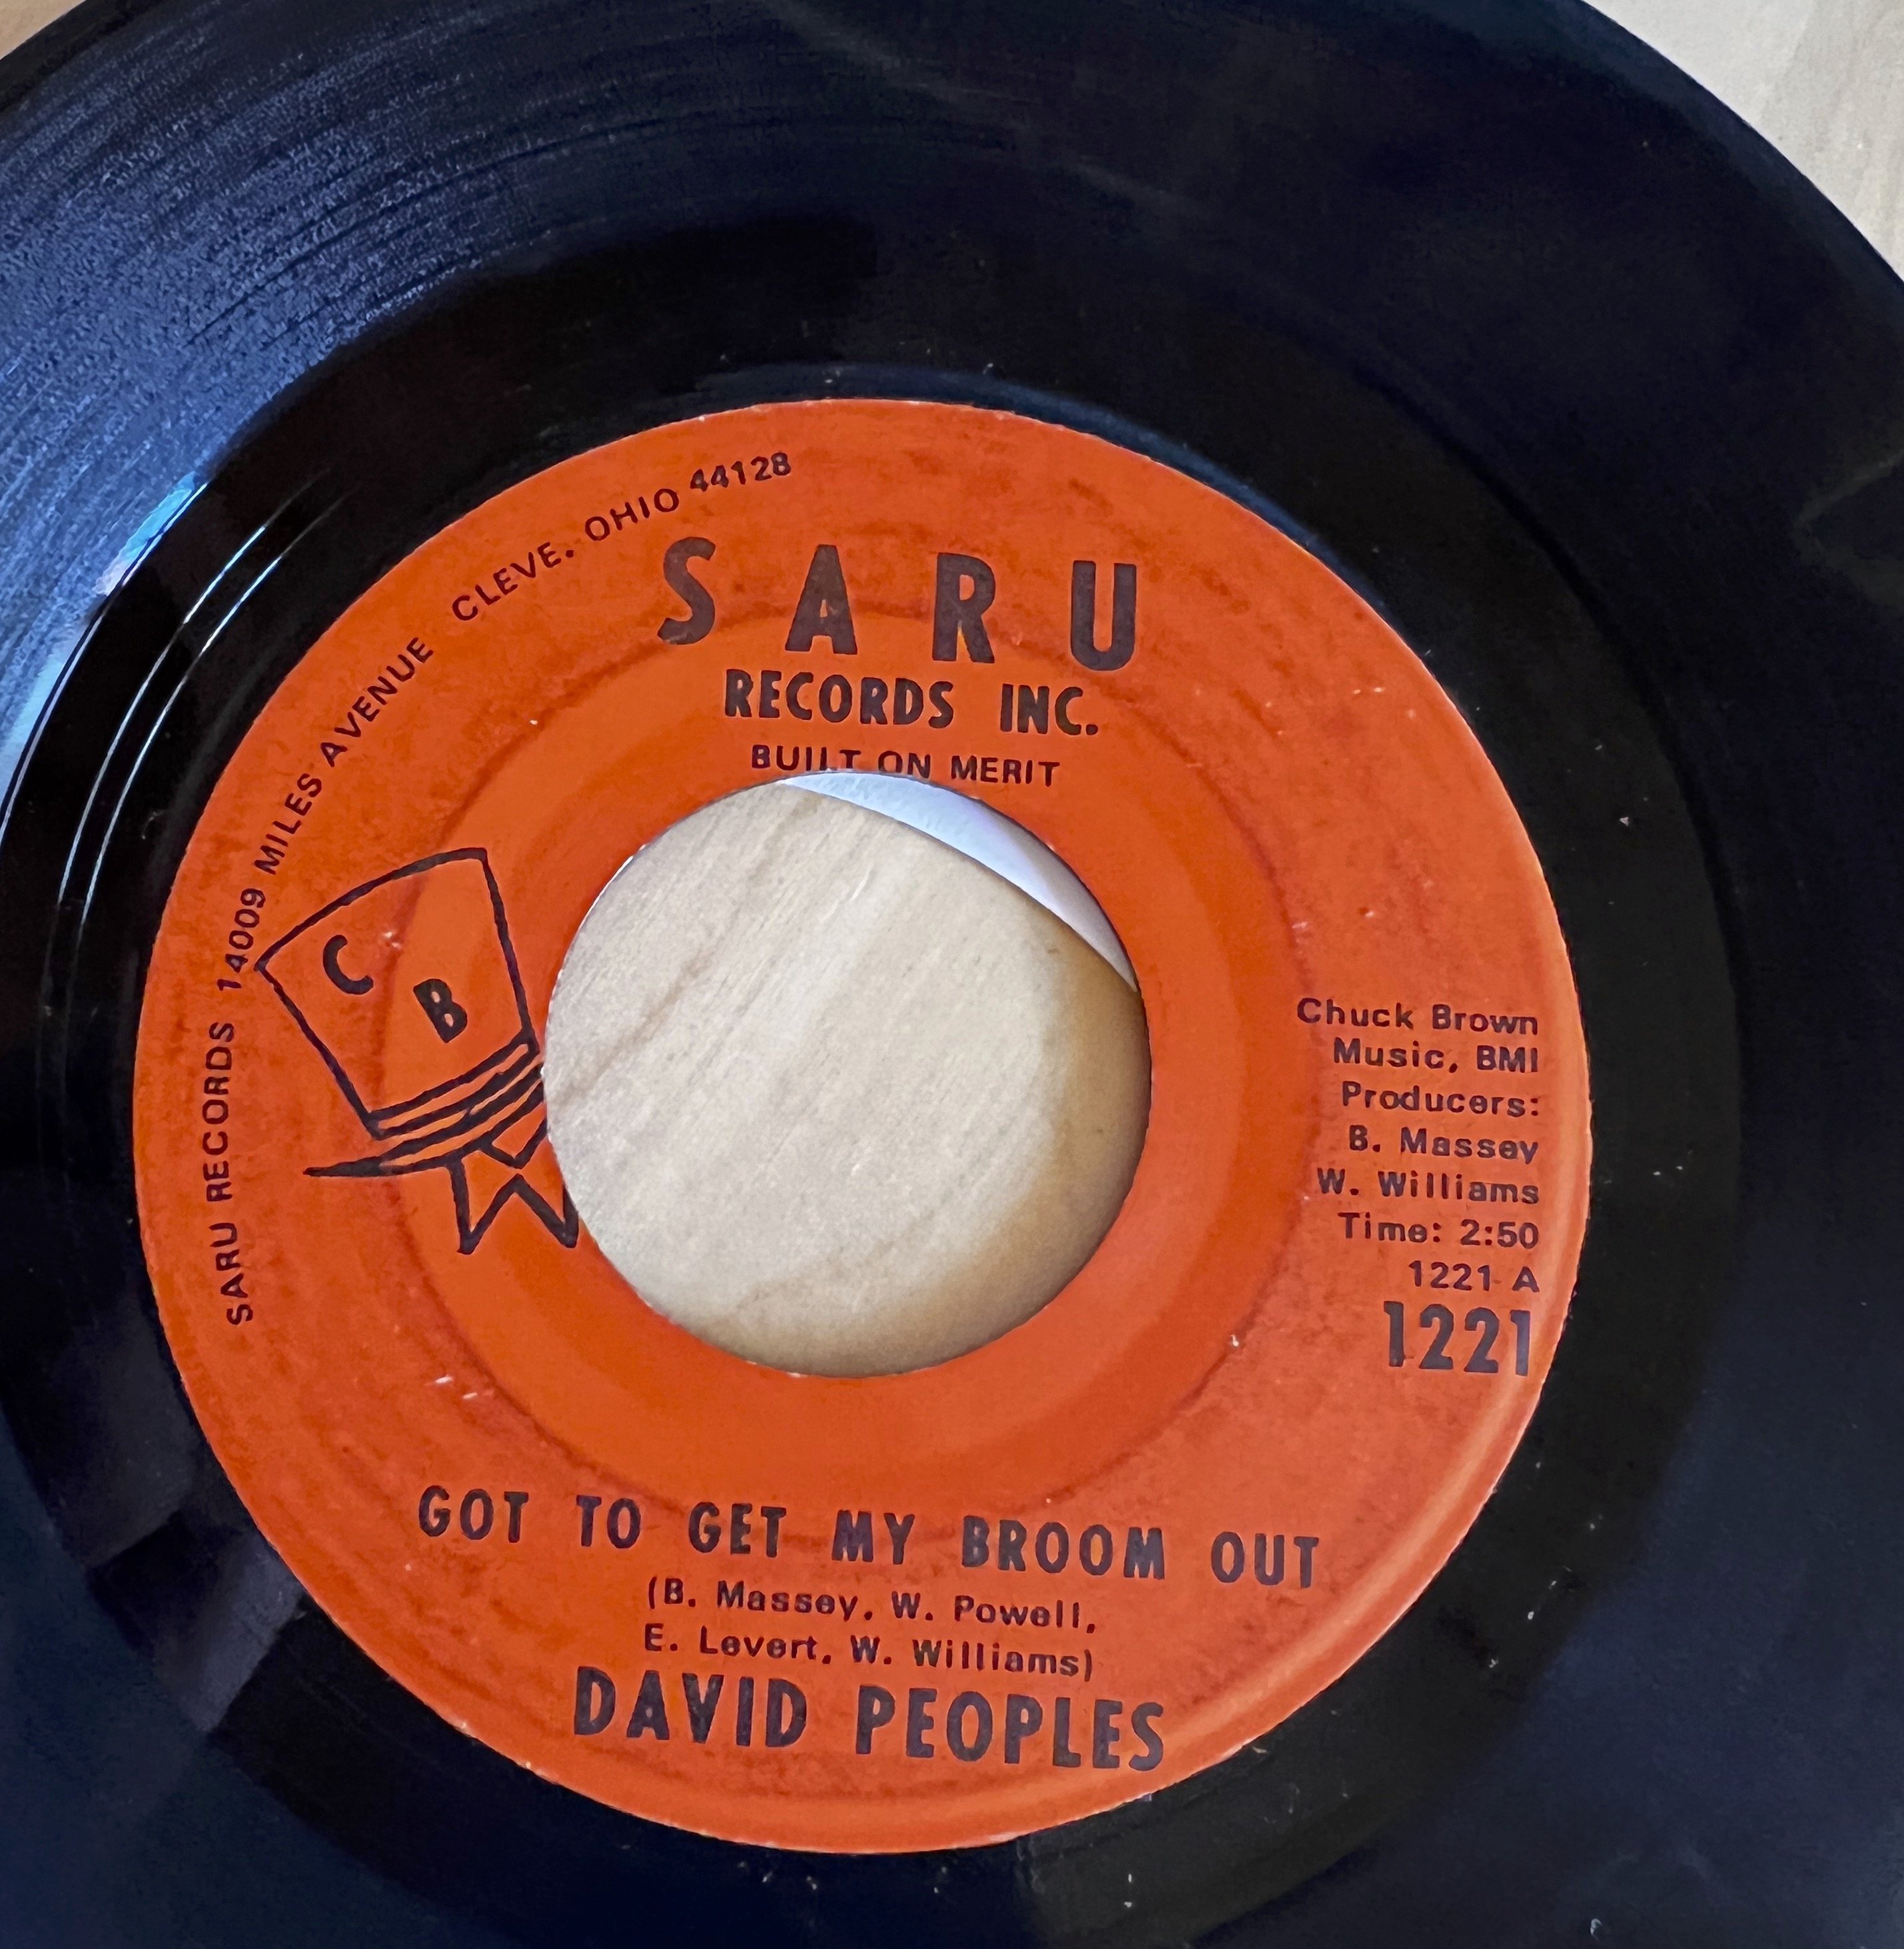 SARU RECORDS 14009 MILES AVENUE CLEVE. OHIO 44128
SARU
RECORDS INC.
BUILT ON MERIT
C
B
Chuck Brown
Music, BMI
Producers:
B. Massey
W. Williams
Time: 2:50
1221 A
1221
GOT TO GET MY BROOM OUT
(B. Massey, W. Powell,
E. Levert, W. Williams)
DAVID PEOPLES